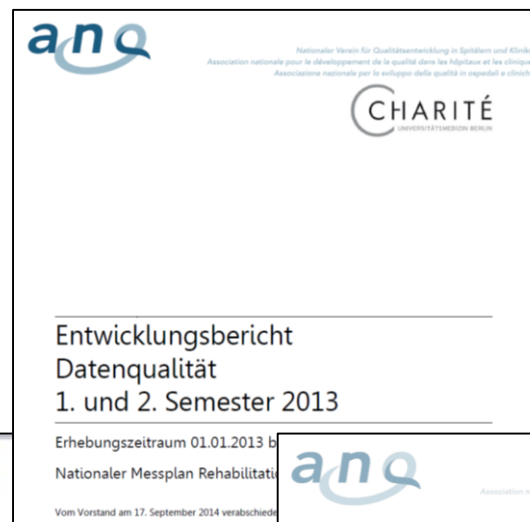 anq
Nationaler Verein für Qualitätsentwicklung in Spitälern und Klinik
Association nationale pour le développement de la qualité dans les hôpitaux et les clinique
Associazione nazionale per lo sviluppo della qualità in ospedali e clinich
CHARITÉ
UNIVERSITÄTSMEDIZIN BERLIN
Entwicklungsbericht
Datenqualität
1. und 2. Semester 2013
Erhebungszeitraum 01.01.2013 b
Nationaler Messplan Rehabilitati
Vom Vorstand am 17. September 2014 verabschiede
anq
Association n